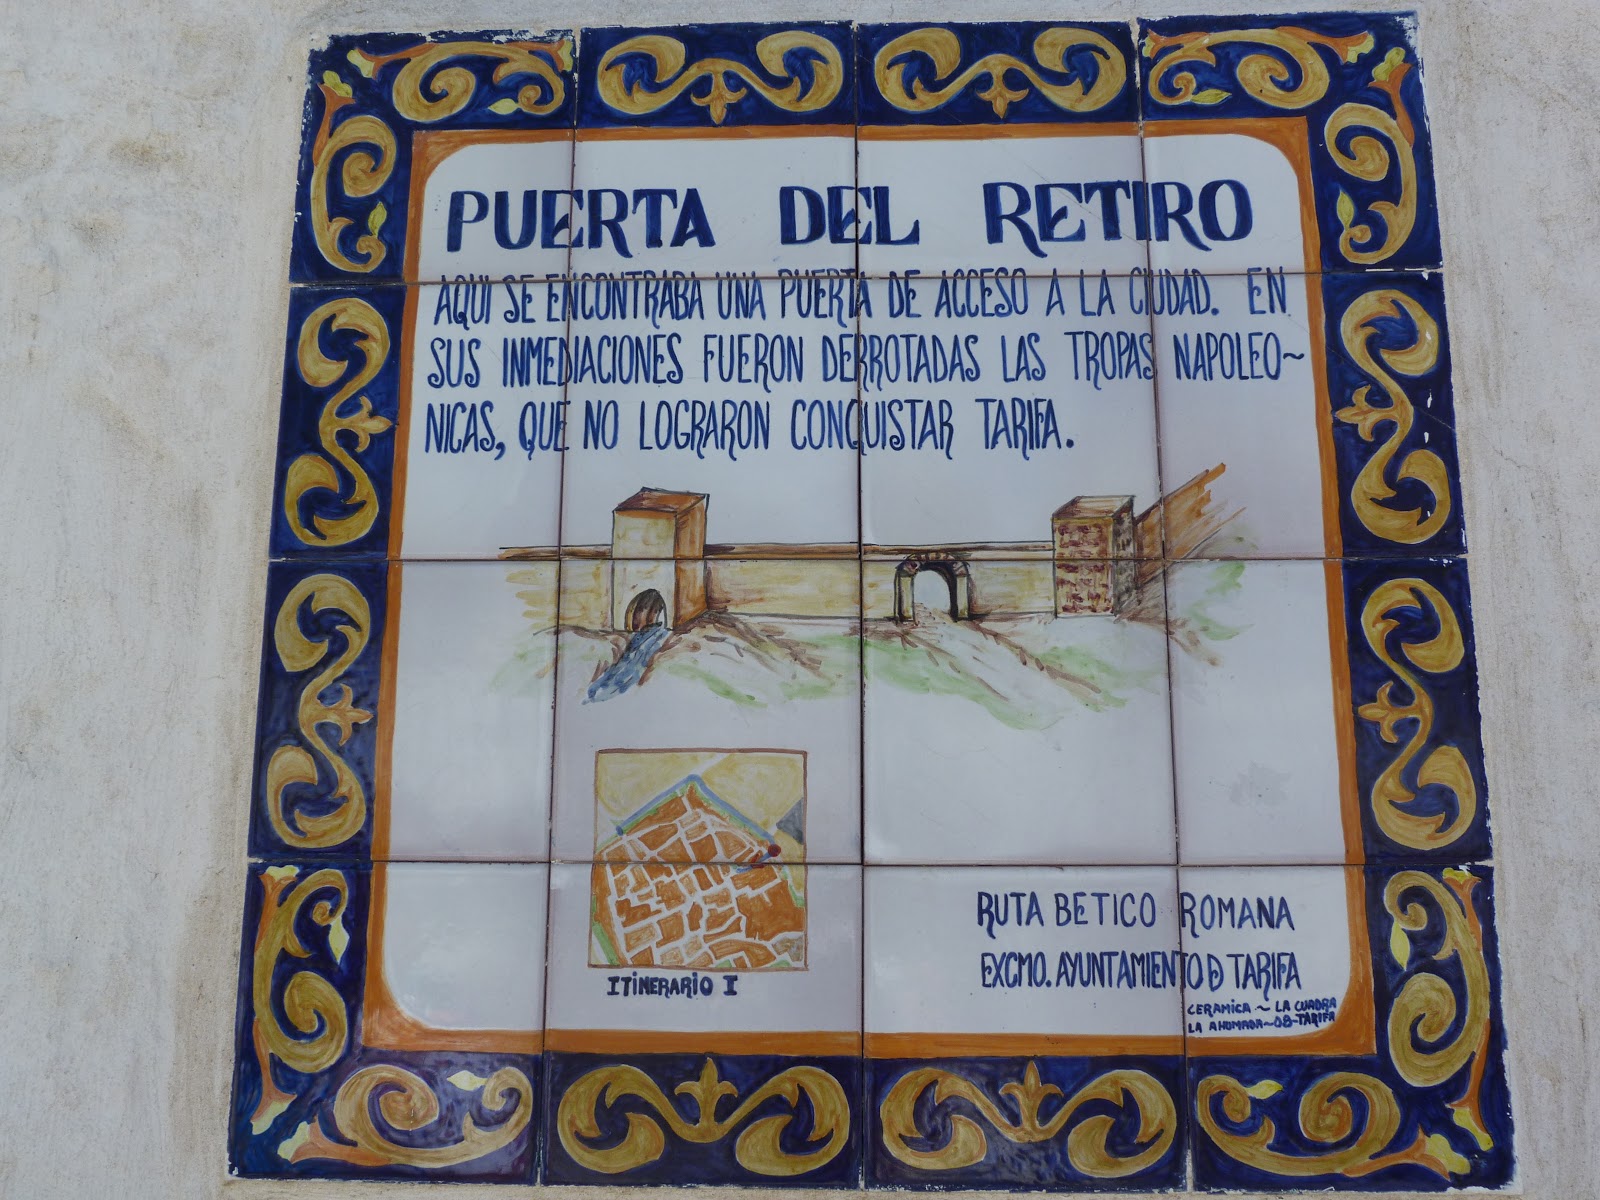 PUERTA DEL RETIRO
AQUI SE ENCONTRABA UNA PUERTA DE ACCESO A LA CIUDAD. EN
SUS INMEDIACIONES FUERON DERROTADAS LAS TROPAS NAPOLEO~
NICAS, QUE NO LOGRARON CONQUISTAR TARIFA.
ITINERARIO I
RUTA BETICO ROMANA
EXCMO. AYUNTAMIENTO D TARIFA
CERAMICA ~ LA CUADRA
LA AHUMADA~08~TARIFA